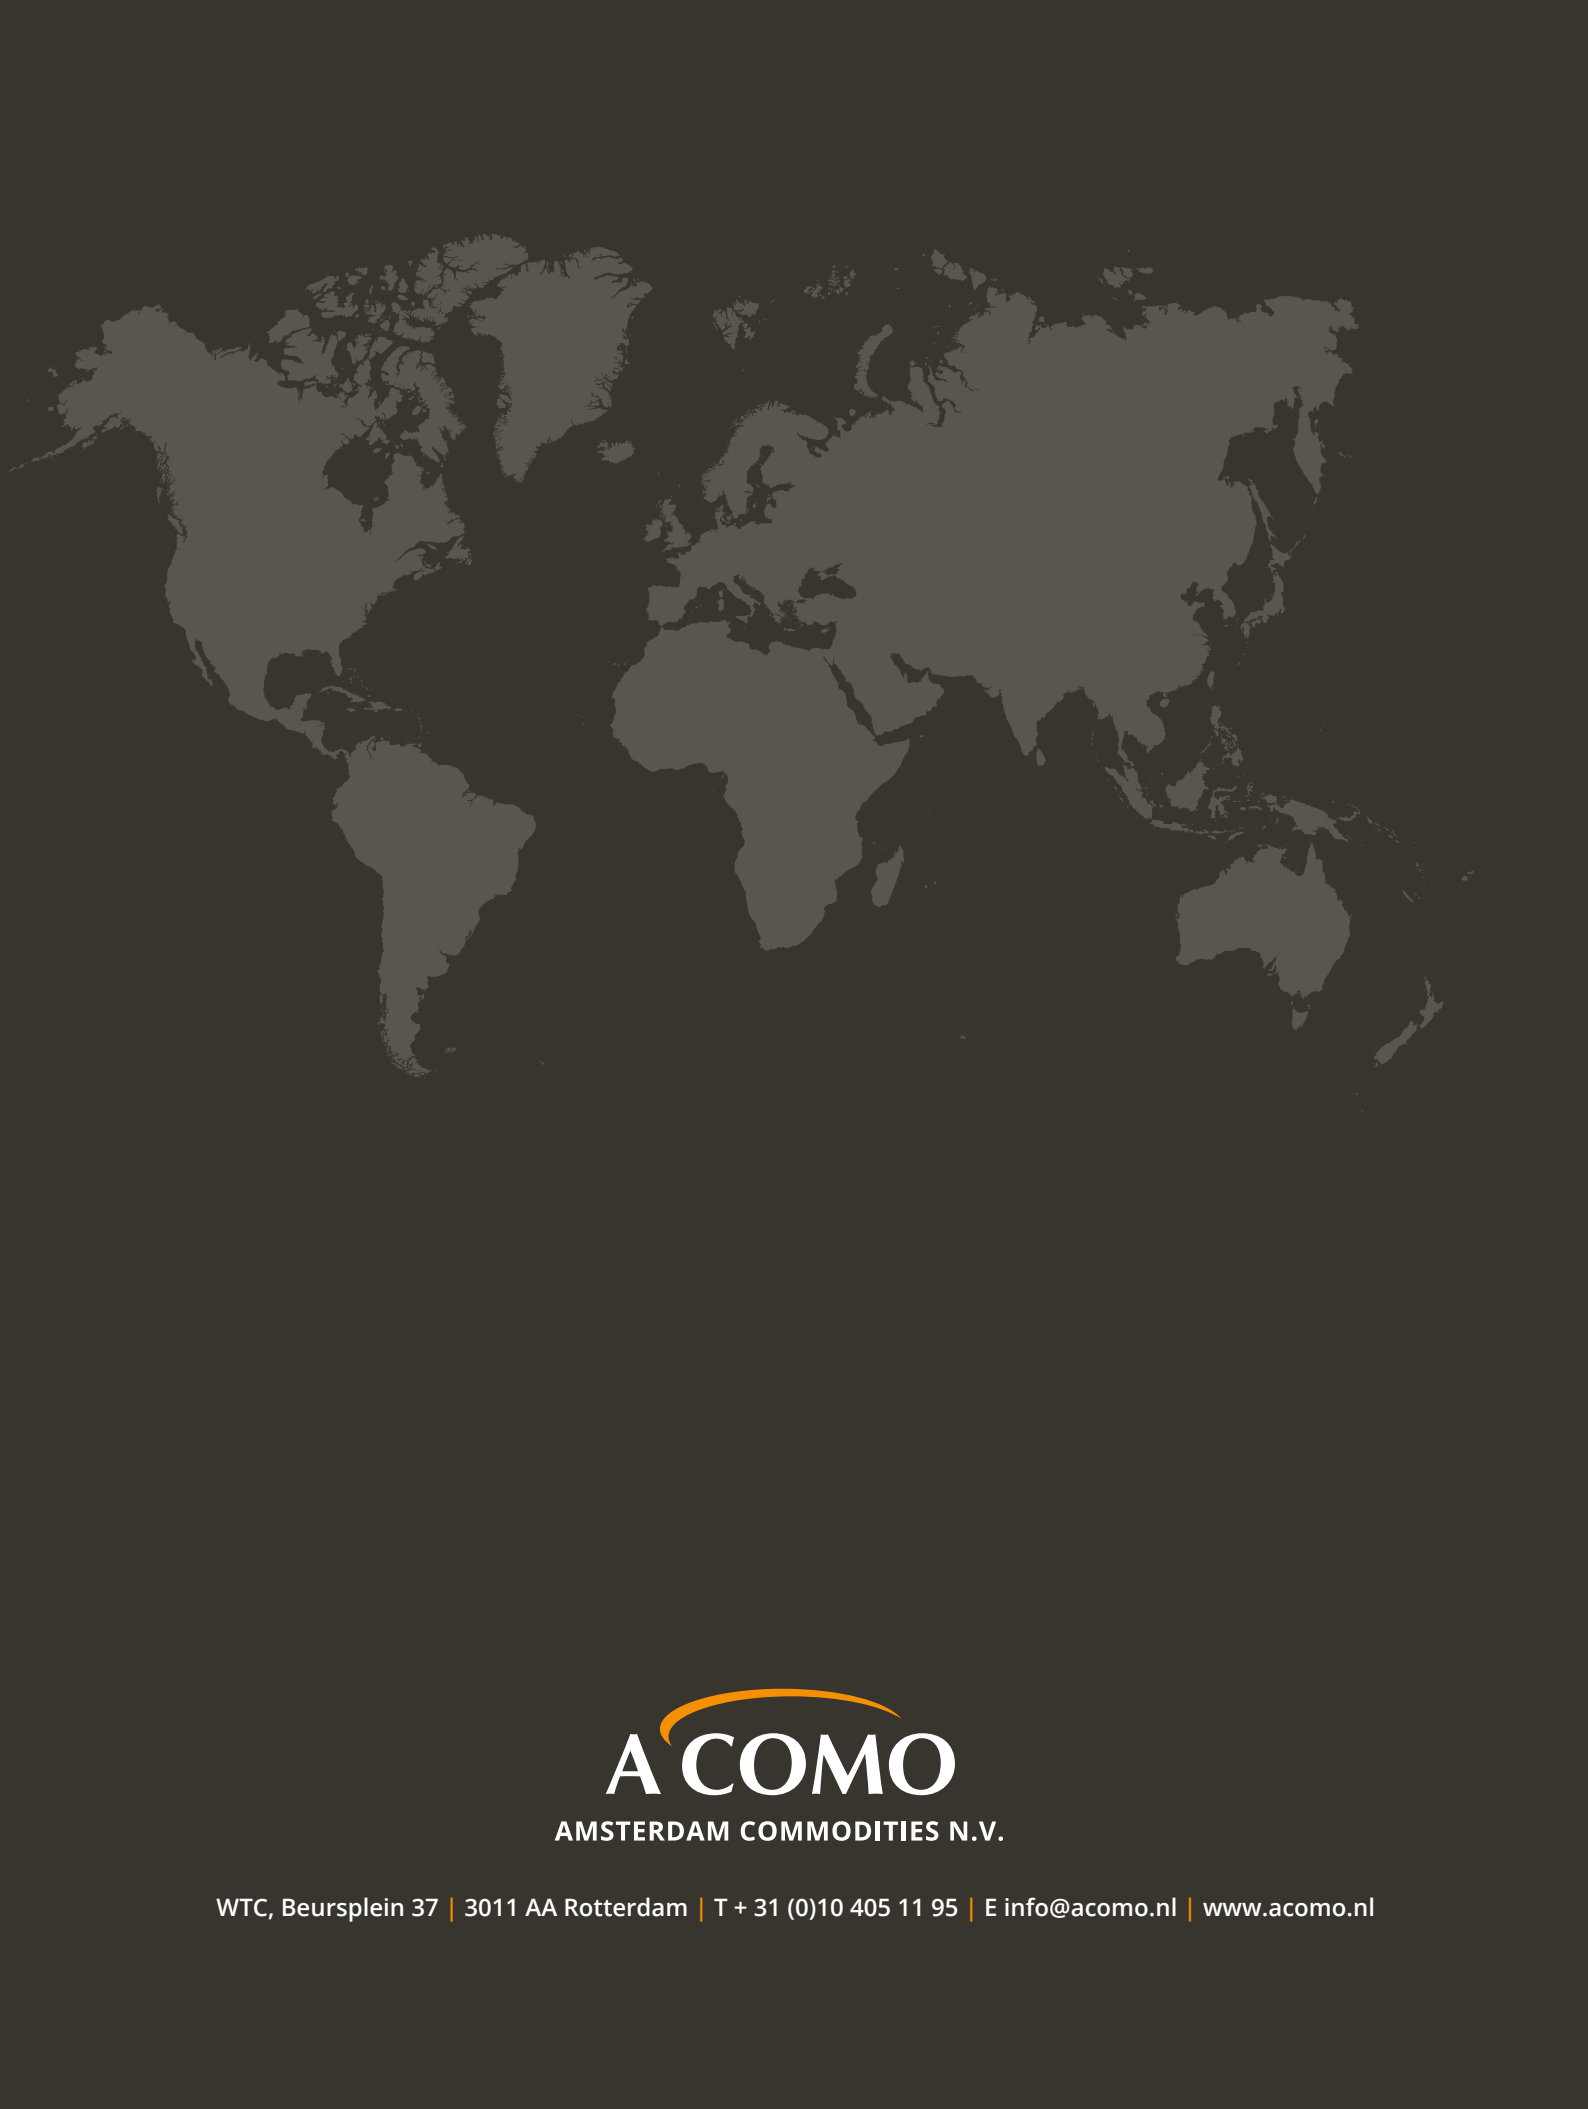 ACOMO
AMSTERDAM COMMODITIES N.V.
WTC, Beursplein 37 | 3011 AA Rotterdam | T + 31 (0)10 405 11 95 | E info@acomo.nl | www.acomo.nl